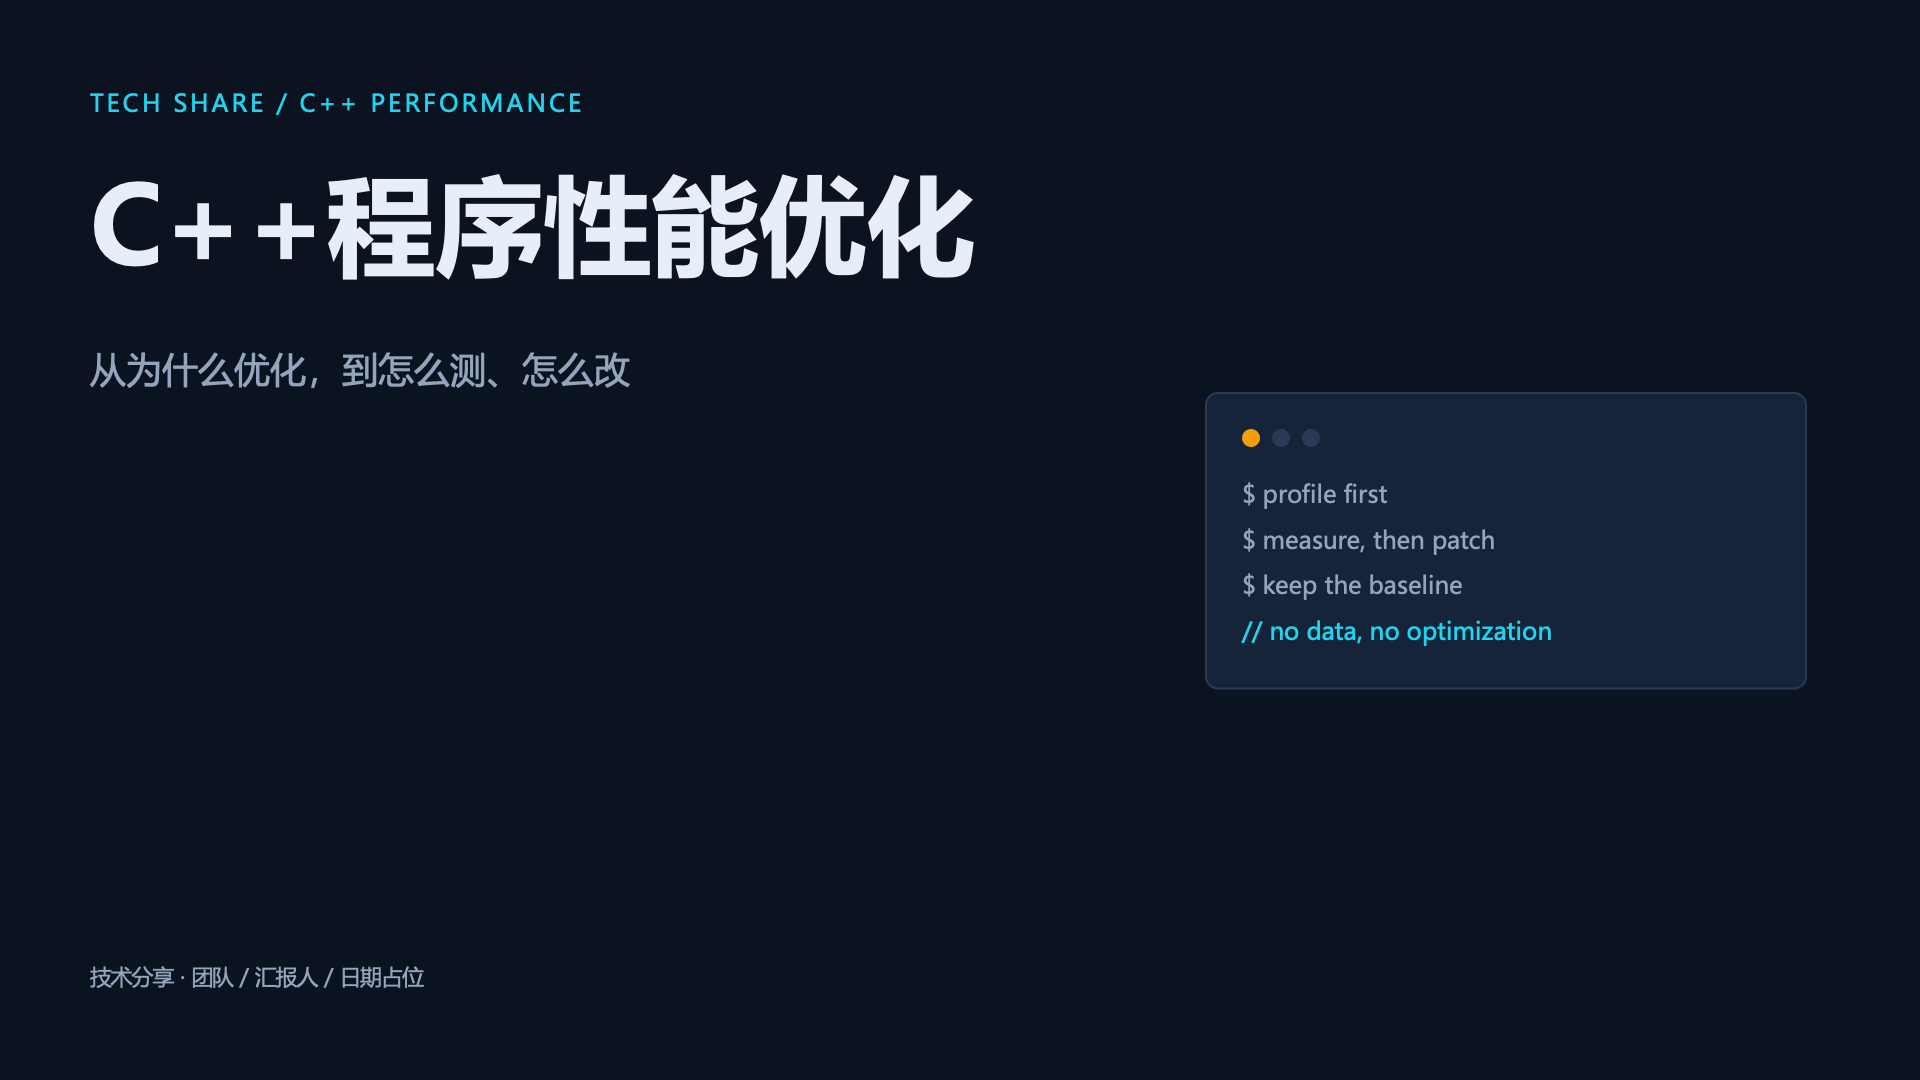 TECH SHARE / C++ PERFORMANCE
C++程序性能优化
从为什么优化，到怎么测、怎么改
$ profile first
$ measure, then patch
$ keep the baseline
// no data, no optimization
技术分享 · 团队 / 汇报人 / 日期占位